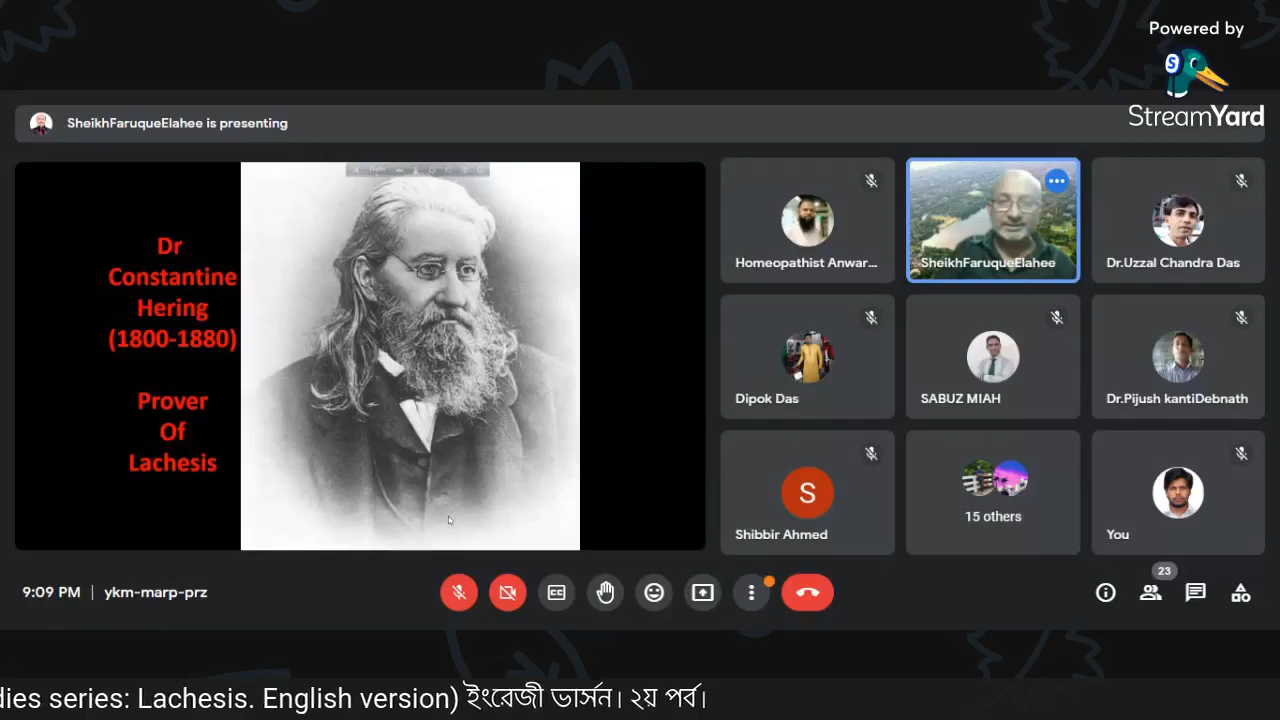 Powered by
StreamYard
SheikhFaruqueElahee is presenting
Dr
Constantine
Hering
(1800-1880)
Prover
Of
Lachesis
Homeopathist Anwar...
SheikhFaruqueElahee
Dr.Uzzal Chandra Das
Dipok Das
SABUZ MIAH
Dr.Pijush kantiDebnath
S
Shibbir Ahmed
15 others
You
9:09 PM | ykm-marp-prz
23
dies series: Lachesis. English version) ইংরেজী ভার্সন। ২য় পর্ব।